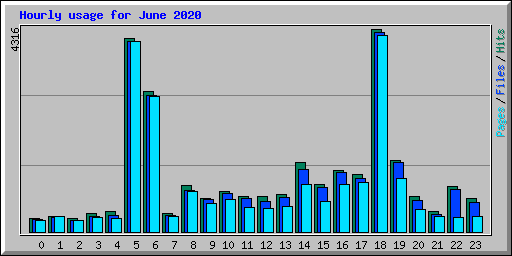 Hourly usage for June 2020
4316
Pages/Files/Hits
0 1 2 3 4 5 6 7 8 9 10 11 12 13 14 15 16 17 18 19 20 21 22 23